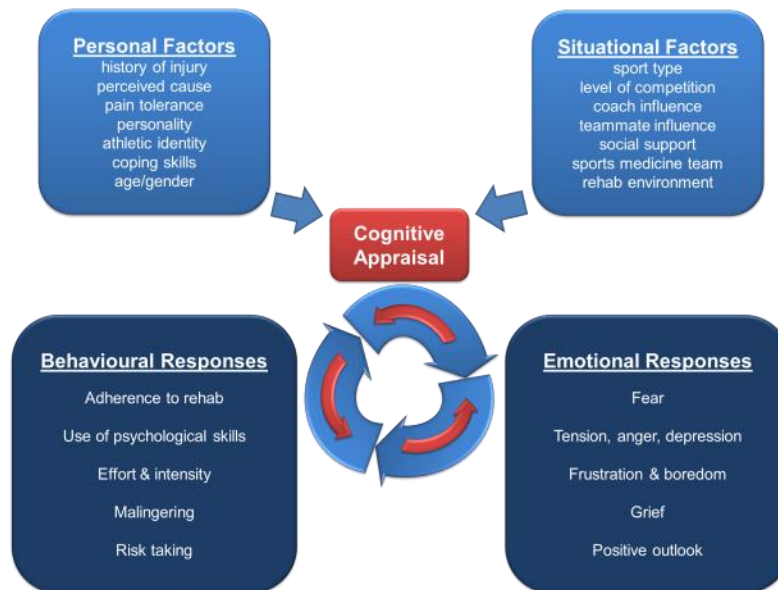 Personal Factors
history of injury
perceived cause
pain tolerance
personality
athletic identity
coping skills
age/gender
Situational Factors
sport type
level of competition
coach influence
teammate influence
social support
sports medicine team
rehab environment
Cognitive
Appraisal
Behavioural Responses
Adherence to rehab
Use of psychological skills
Effort & intensity
Malingering
Risk taking
Emotional Responses
Fear
Tension, anger, depression
Frustration & boredom
Grief
Positive outlook